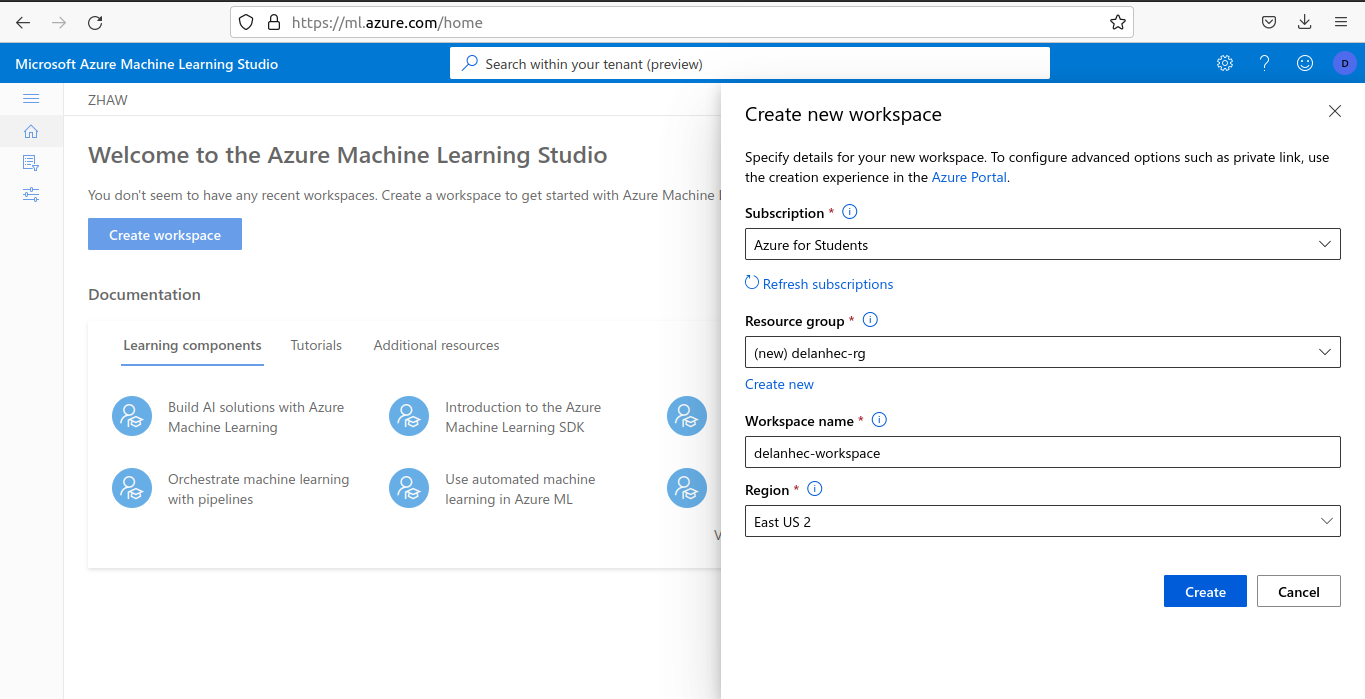 https://ml.azure.com/home
Microsoft Azure Machine Learning Studio
Search within your tenant (preview)
?
D
ZHAW
Welcome to the Azure Machine Learning Studio
You don't seem to have any recent workspaces. Create a workspace to get started with Azure Machine
Create workspace
Documentation
Learning components
Tutorials
Additional resources
Build AI solutions with Azure
Machine Learning
Introduction to the Azure
Machine Learning SDK
Orchestrate machine learning
with pipelines
Use automated machine
learning in Azure ML
Create new workspace
Specify details for your new workspace. To configure advanced options such as private link, use
the creation experience in the Azure Portal.
Subscription *
Azure for Students
Refresh subscriptions
Resource group *
(new) delanhec-rg
Create new
Workspace name *
delanhec-workspace
Region *
East US 2
Create
Cancel